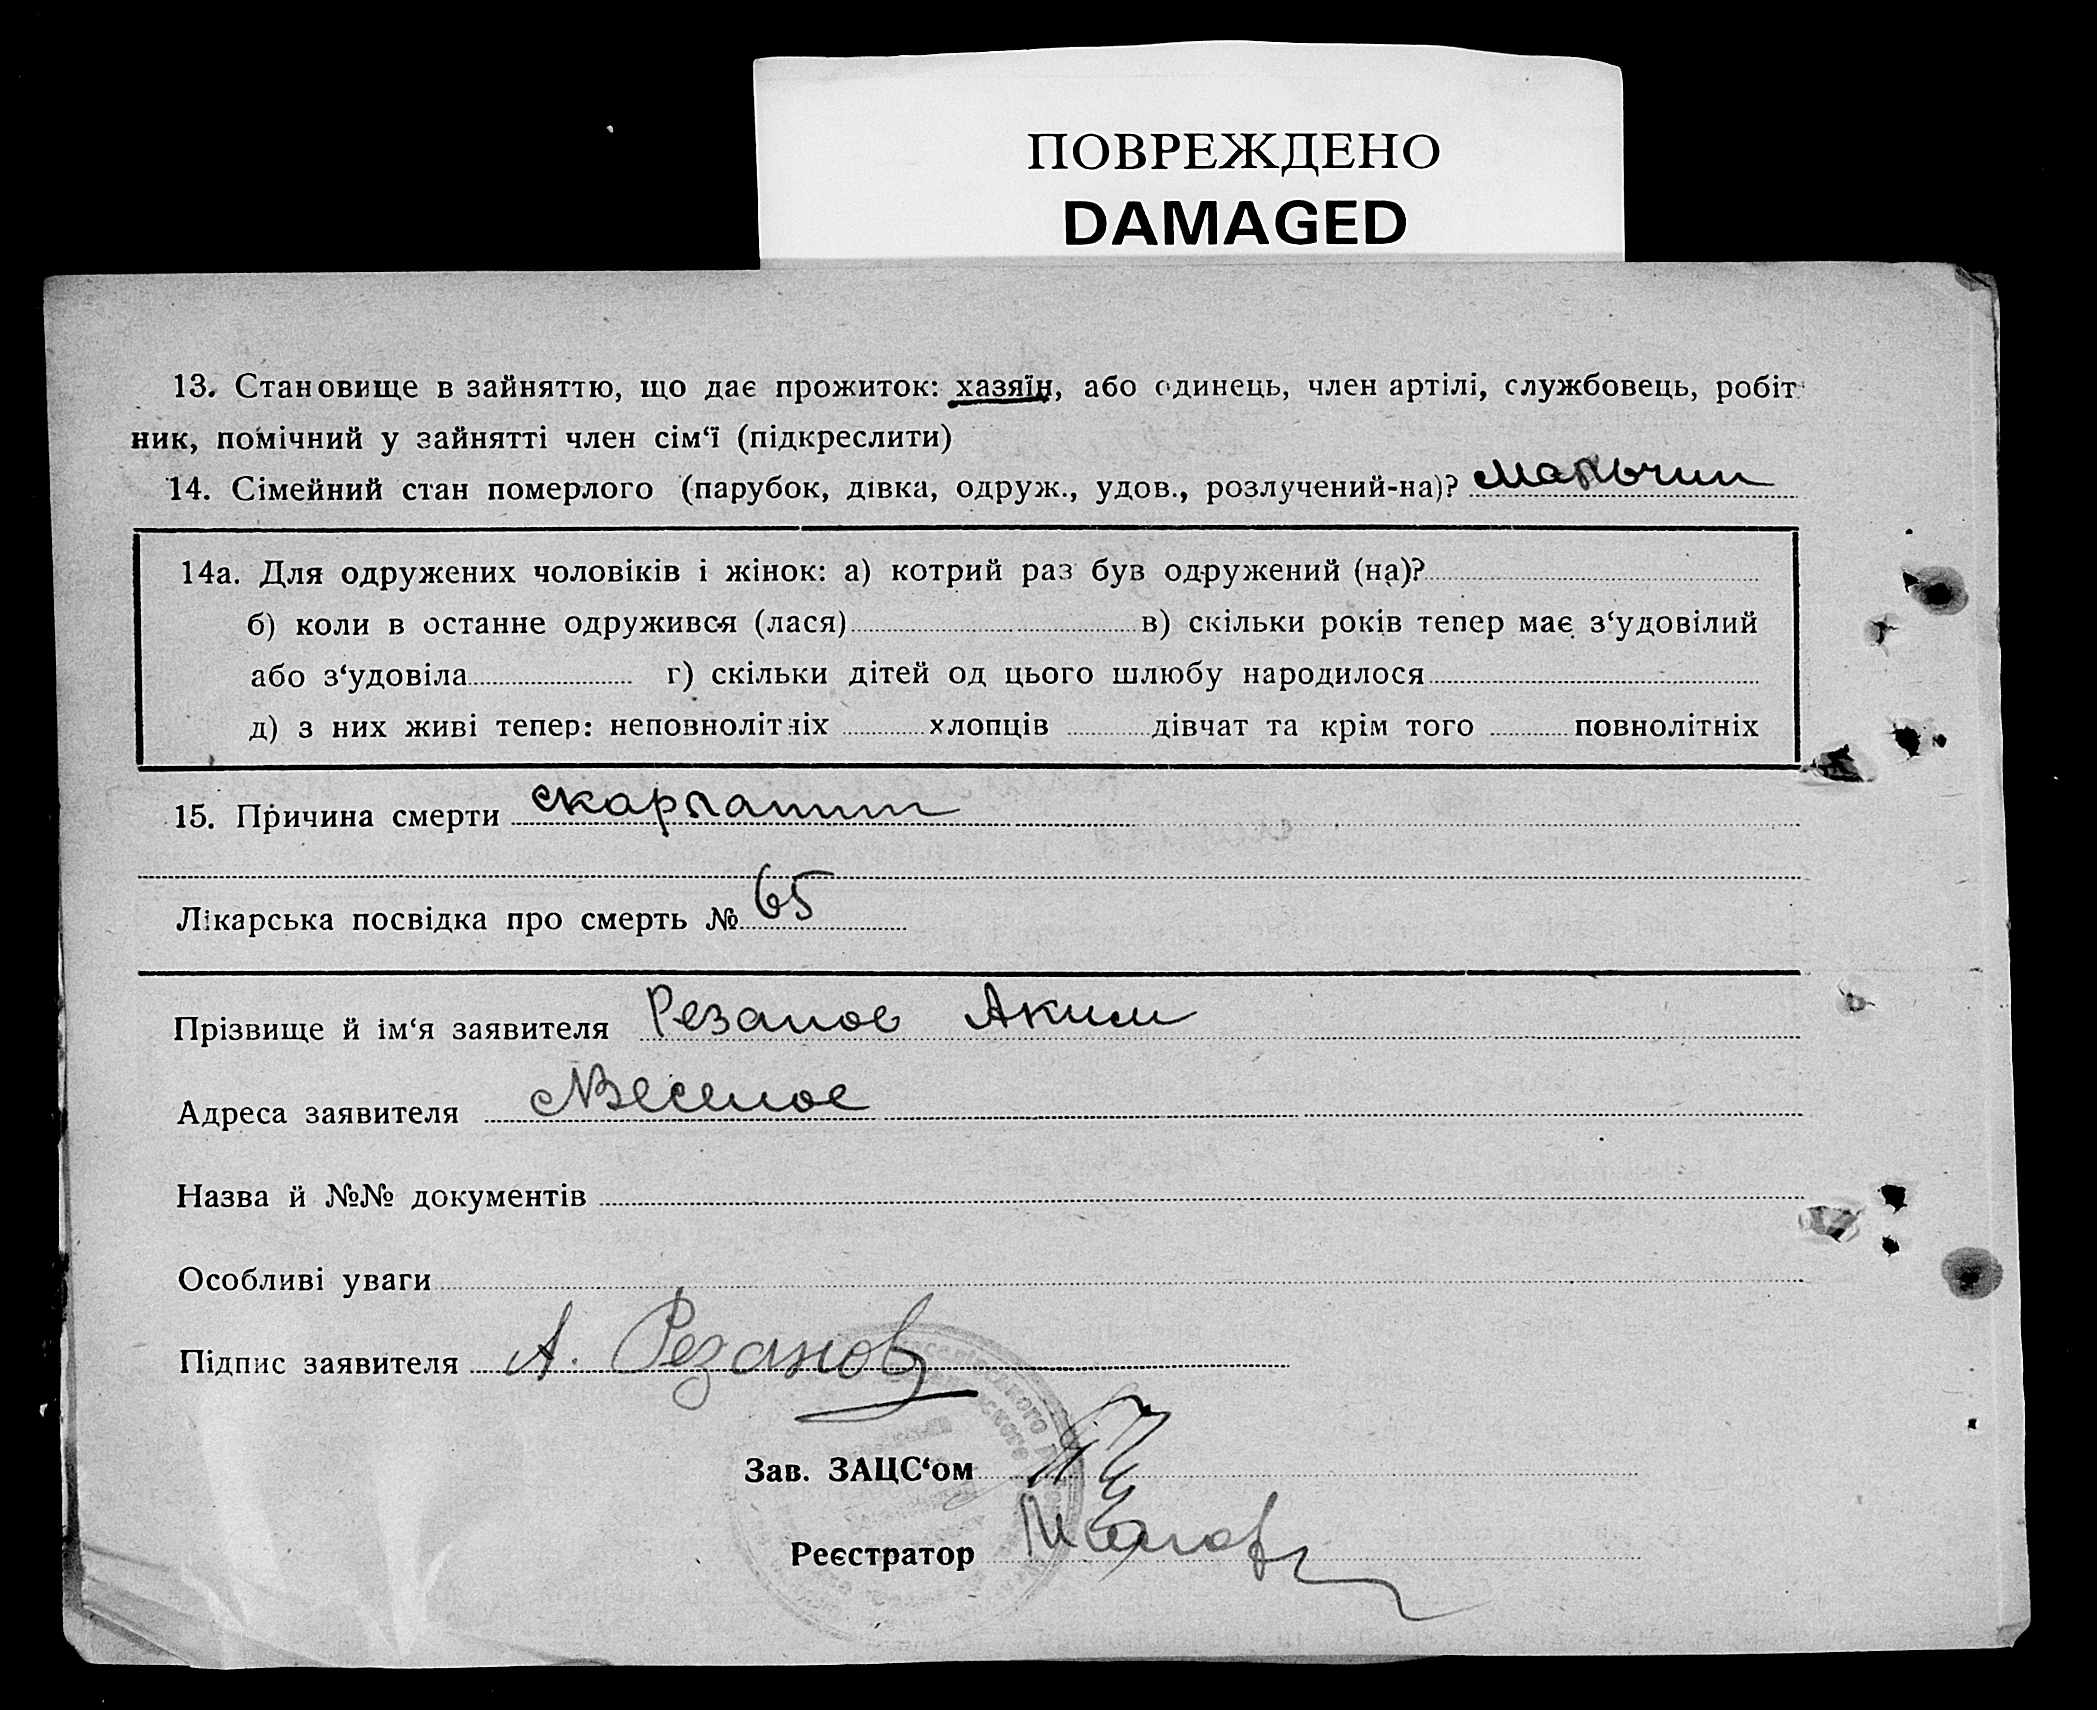 ПОВРЕЖДЕНО
DAMAGED
13. Становище в зайняттю, що дає прожиток: хазяїн, або одинець, член артілі, службовець, робіт
ник, помічний у зайнятті член сім‘ї (підкреслити)
14. Сімейний стан померлого (парубок, дівка, одруж., удов., розлучений-на)? мальчик
14а. Для одружених чоловіків і жінок: а) котрий раз був одружений (на)?
б) коли в останнє одружився (лася) в) скільки років тепер має з‘удовілий
або з‘удовіла г) скільки дітей од цього шлюбу народилося
д) з них живі тепер: неповнолітніх хлопців дівчат та крім того повнолітніх
15. Причина смерти скарлатин
Лікарська посвідка про смерть № 65
Прізвище й ім‘я заявителя Резанов Аким
Адреса заявителя с Веселое
Назва й №№ документів
Особливі уваги
Підпис заявителя А. Резанов
Зав. ЗАЦС‘ом
Реєстратор